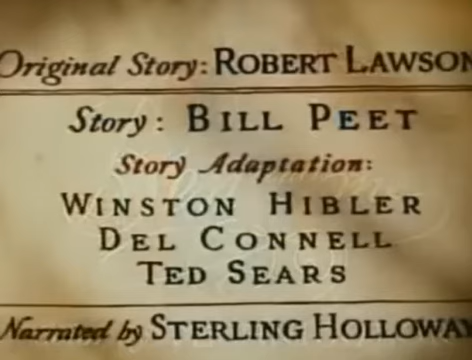 Original Story: ROBERT LAWSON
Story: BILL PEET
Story Adaptation:
WINSTON HIBLER
DEL CONNELL
TED SEARS
Narrated by STERLING HOLLOWAY